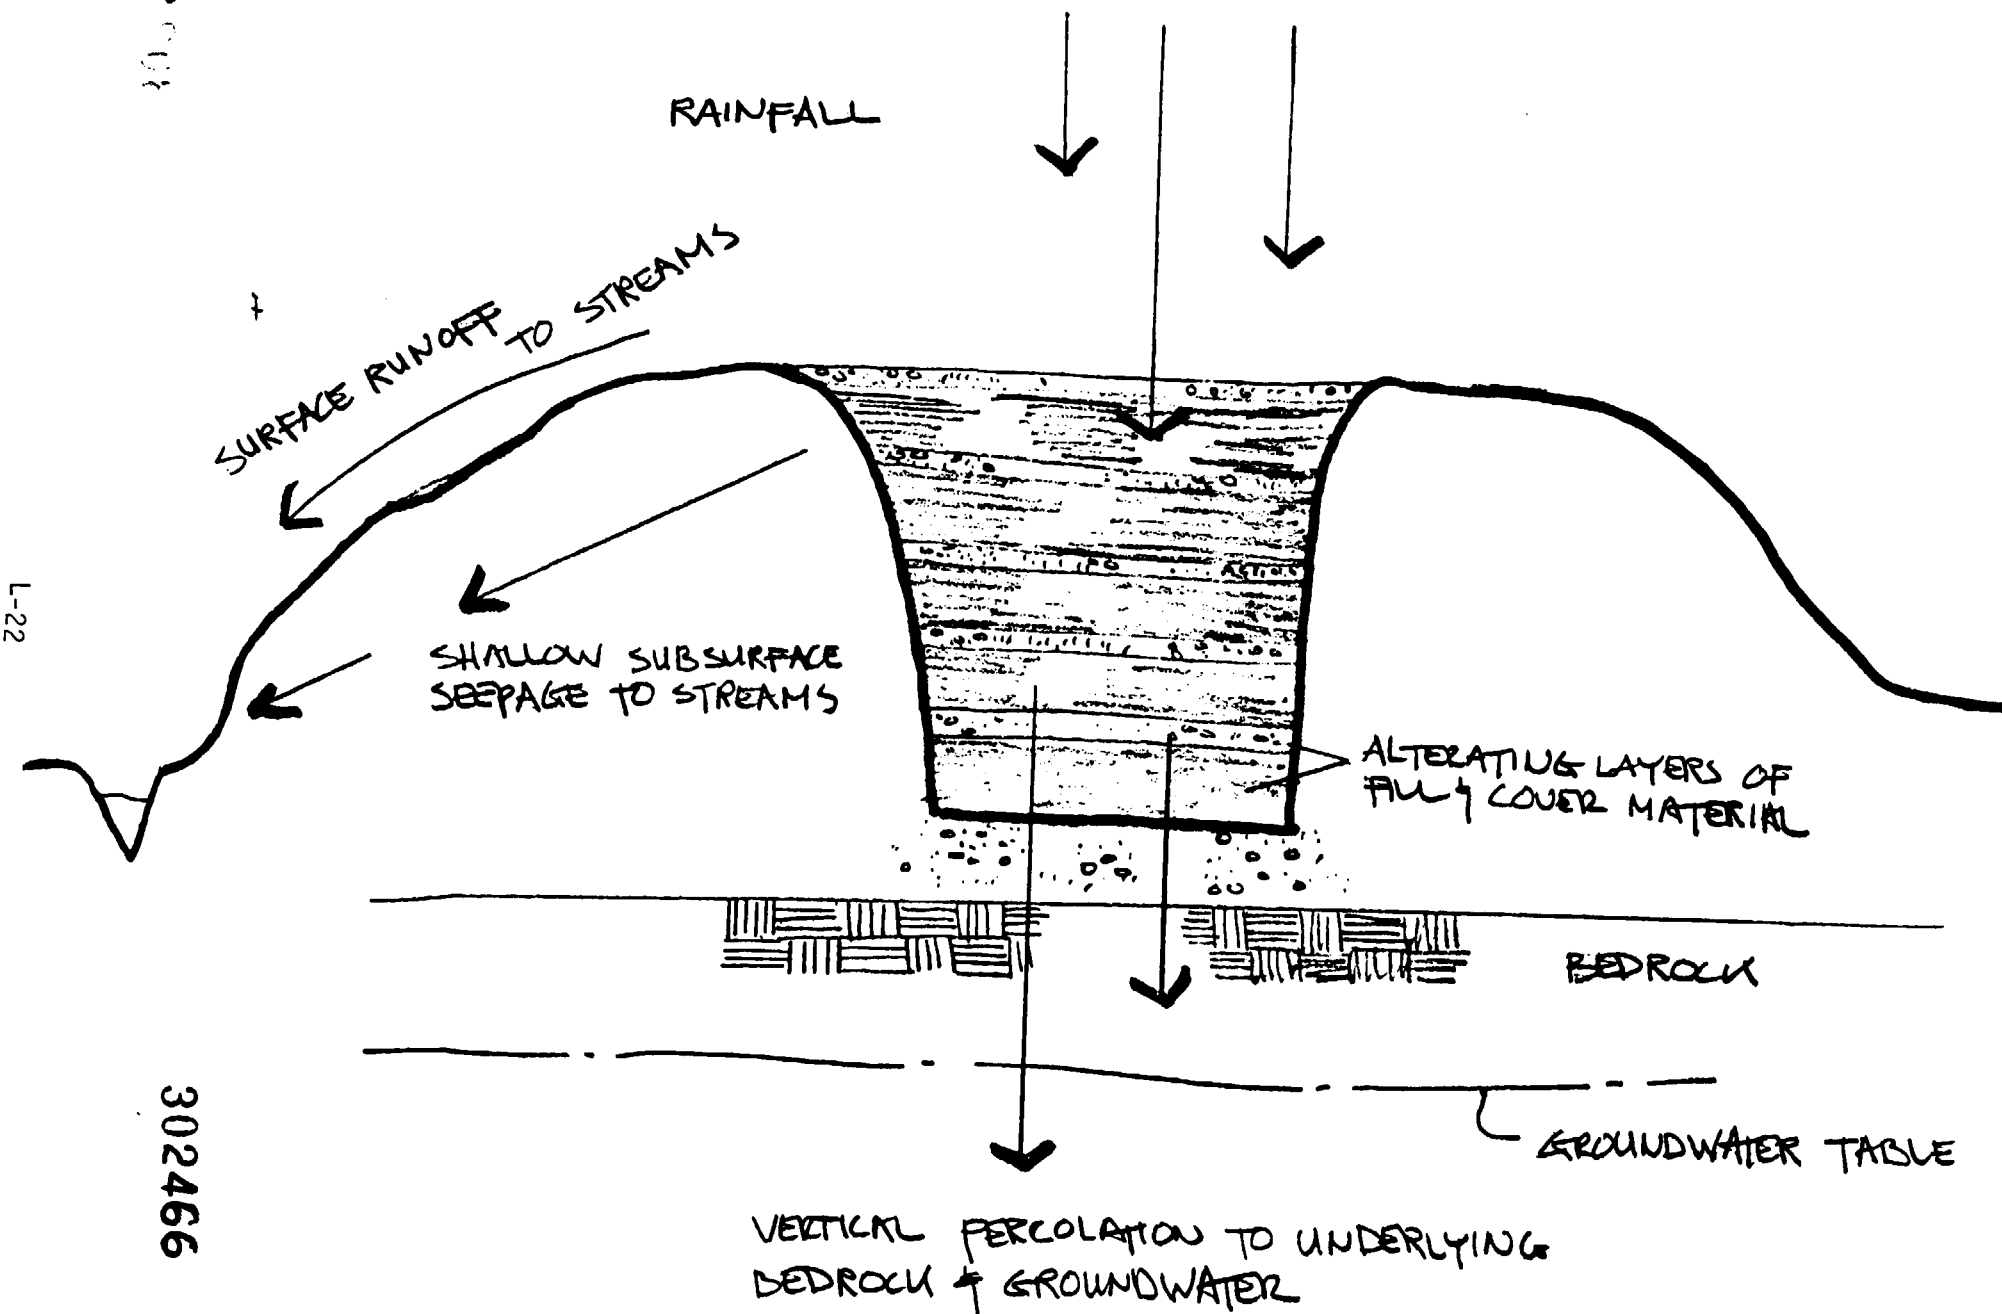 RAINFALL
SURFACE RUNOFF TO STREAMS
SHALLOW SUBSURFACE
SEEPAGE TO STREAMS
ALTERATING LAYERS OF
FILL & COVER MATERIAL
BEDROCK
GROUNDWATER TABLE
VERTICAL PERCOLATION TO UNDERLYING
BEDROCK & GROUNDWATER
L-22
302466